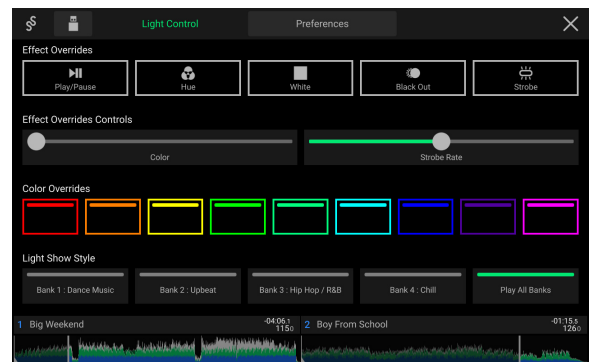 Light Control
Preferences
Effect Overrides
Play/Pause
Hue
White
Black Out
Strobe
Effect Overrides Controls
Color
Strobe Rate
Color Overrides
Light Show Style
Bank 1 : Dance Music
Bank 2 : Upbeat
Bank 3 : Hip Hop / R&B
Bank 4 : Chill
Play All Banks
1 Big Weekend
-04:06.1
115.0
2 Boy From School
-01:15.5
126.0